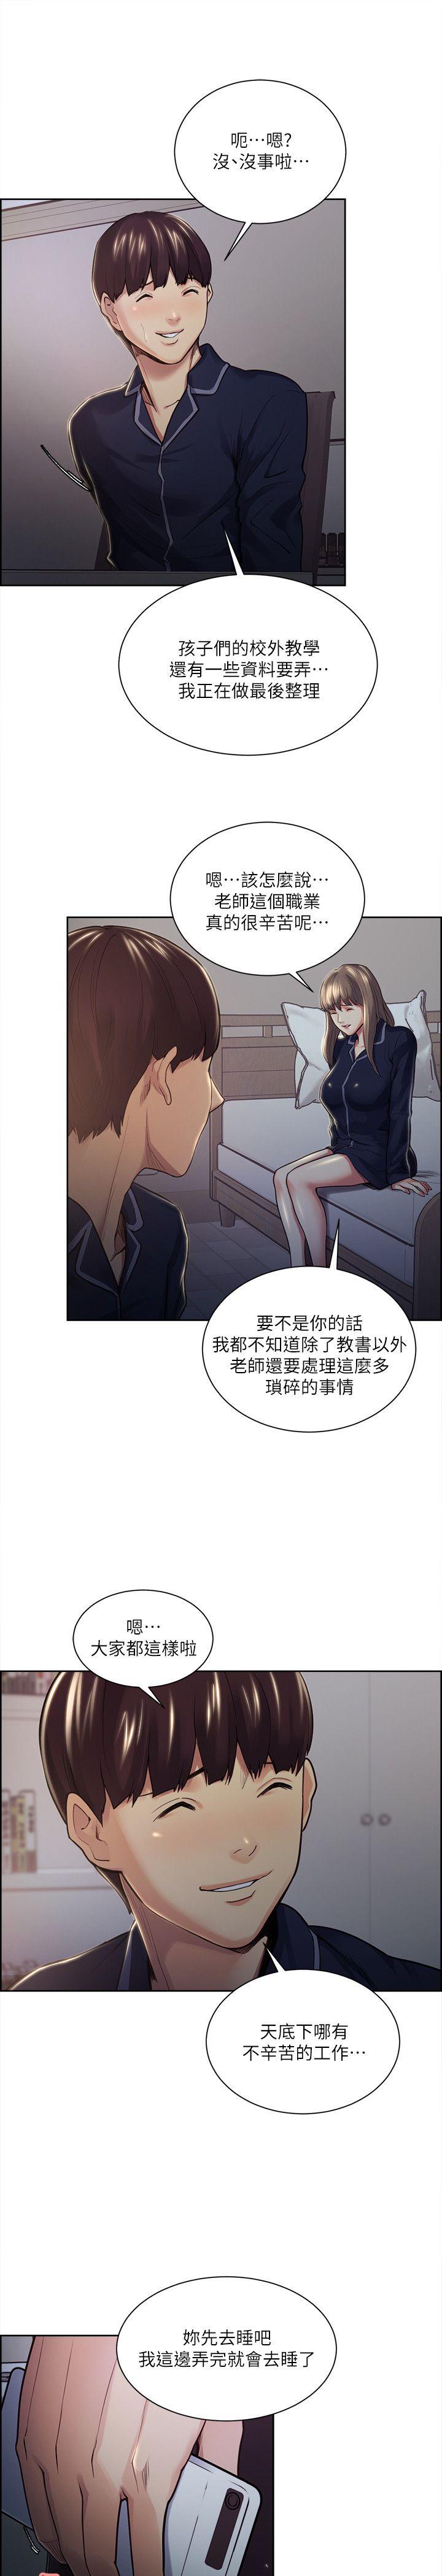 呃⋯嗯?
沒、沒事啦⋯
孩子們的校外教學
還有一些資料要弄⋯
我正在做最後整理
嗯⋯該怎麼說⋯
老師這個職業
真的很辛苦呢⋯
要不是你的話
我都不知道除了教書以外
老師還要處理這麼多
瑣碎的事情
嗯⋯
大家都這樣啦
天底下哪有
不辛苦的工作⋯
妳先去睡吧
我這邊弄完就會去睡了